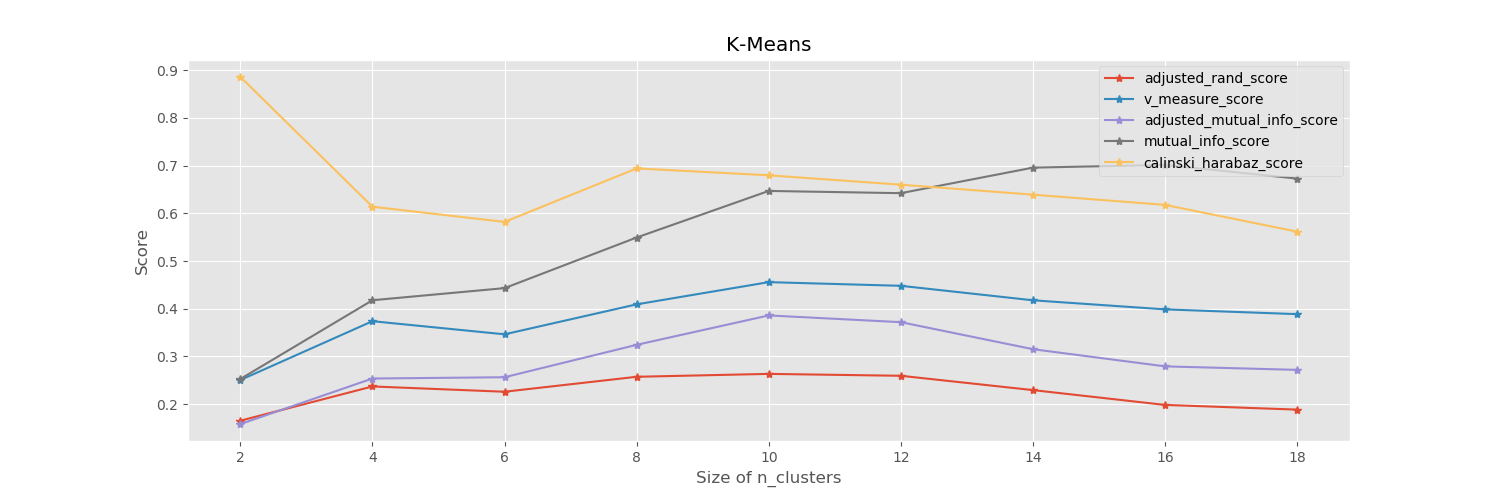 K-Means
0.9
0.8
0.7
0.6
0.5
0.4
0.3
0.2
Score
adjusted_rand_score
v_measure_score
adjusted_mutual_info_score
mutual_info_score
calinski_harabaz_score
2 4 6 8 10 12 14 16 18
Size of n_clusters